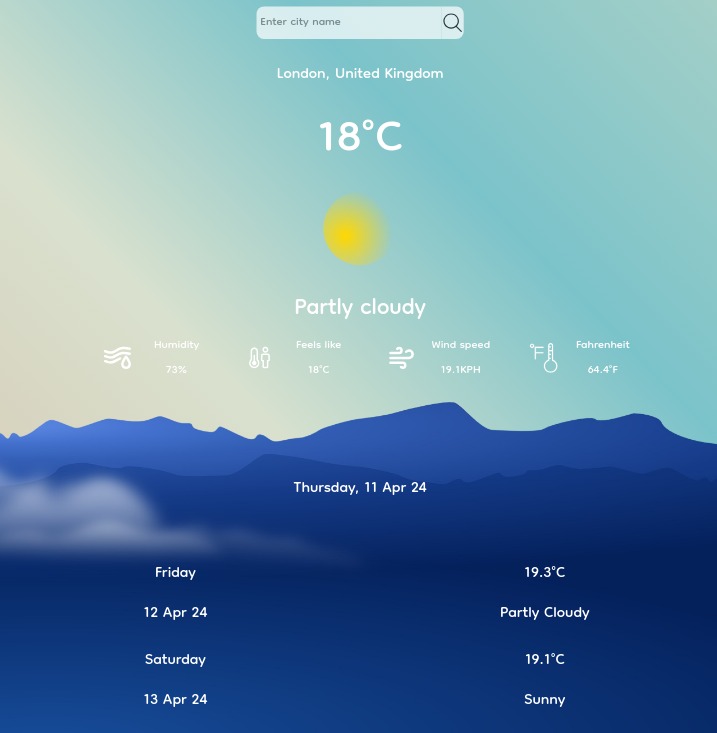 Enter city name
London, United Kingdom
18°C
Partly cloudy
Humidity
73%
Feels like
18°C
Wind speed
19.1KPH
°F
Fahrenheit
64.4°F
Thursday, 11 Apr 24
Friday
19.3°C
12 Apr 24
Partly Cloudy
Saturday
19.1°C
13 Apr 24
Sunny